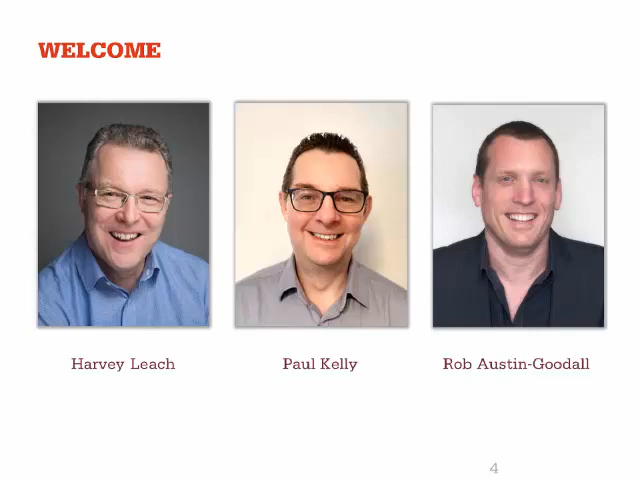 WELCOME
Harvey Leach
Paul Kelly
Rob Austin-Goodall
4